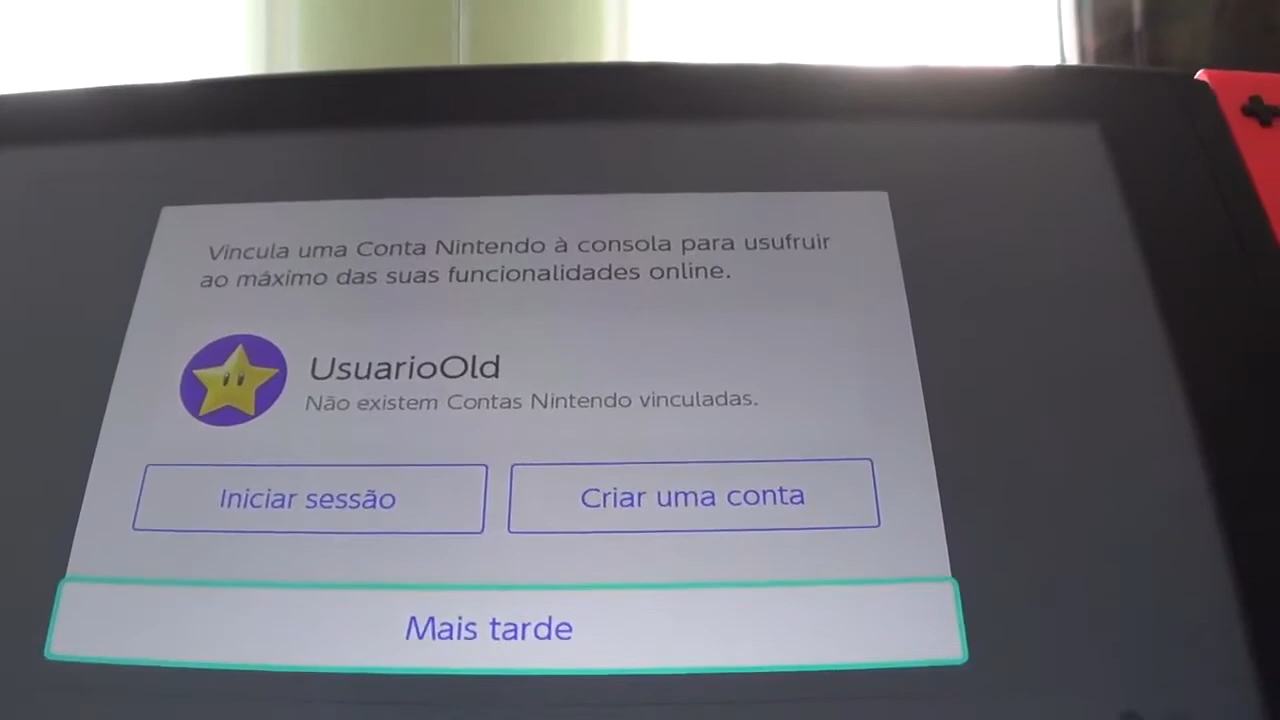 Vincula uma Conta Nintendo à consola para usufruir
ao máximo das suas funcionalidades online.
UsuarioOld
Não existem Contas Nintendo vinculadas.
Iniciar sessão
Criar uma conta
Mais tarde